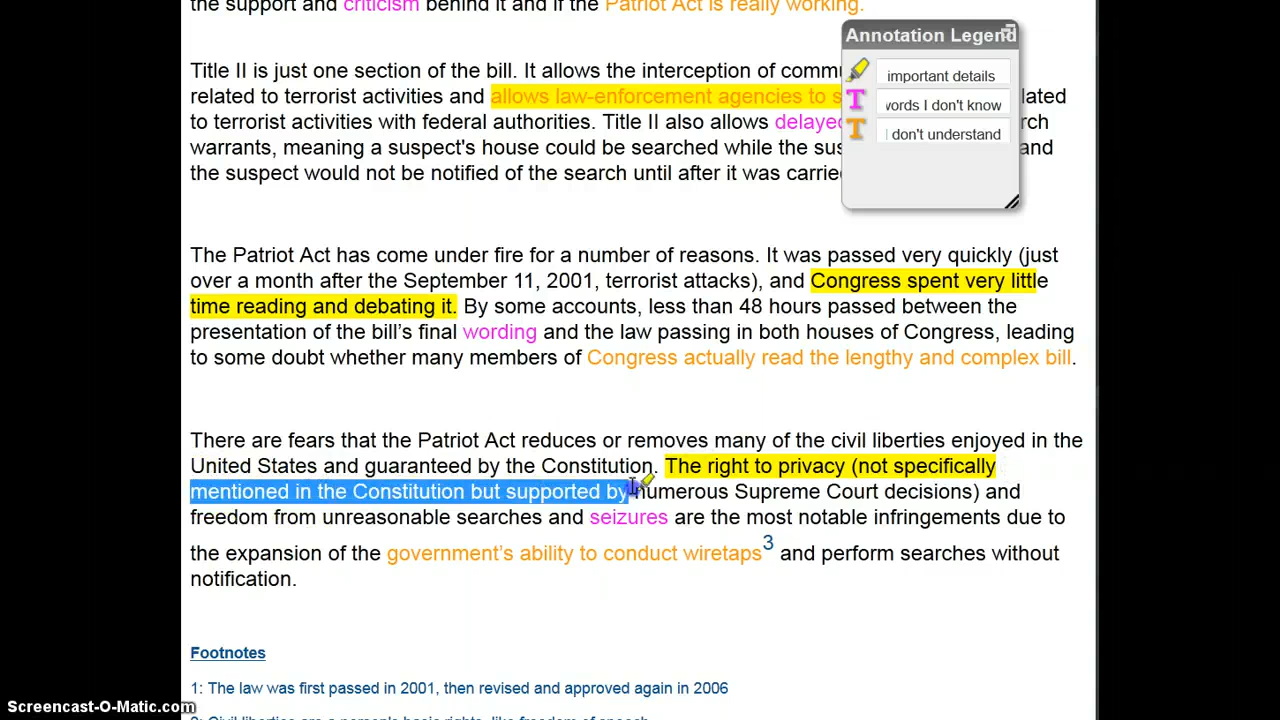 the support and criticism behind it and if the Patriot Act is really working.
Annotation Legend
important details
words I don't know
don't understand
Title II is just one section of the bill. It allows the interception of
related to terrorist activities and allows law-enforcement agencies to
to terrorist activities with federal authorities. Title II also allows delayed
warrants, meaning a suspect's house could be searched while the and
the suspect would not be notified of the search until after it was
The Patriot Act has come under fire for a number of reasons. It was passed very quickly (just
over a month after the September 11, 2001, terrorist attacks), and Congress spent very little
time reading and debating it. By some accounts, less than 48 hours passed between the
presentation of the bill’s final wording and the law passing in both houses of Congress, leading
to some doubt whether many members of Congress actually read the lengthy and complex bill.
There are fears that the Patriot Act reduces or removes many of the civil liberties enjoyed in the
United States and guaranteed by the Constitution. The right to privacy (not specifically
mentioned in the Constitution but supported by numerous Supreme Court decisions) and
freedom from unreasonable searches and seizures are the most notable infringements due to
the expansion of the government’s ability to conduct wiretaps3 and perform searches without
notification.
Footnotes
1: The law was first passed in 2001, then revised and approved again in 2006
Screencast-O-Matic.com